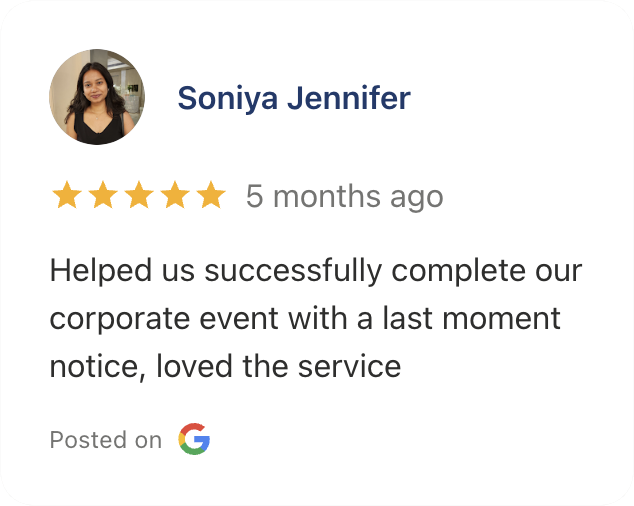 Soniya Jennifer
5 months ago
Helped us successfully complete our
corporate event with a last moment
notice, loved the service
Posted on